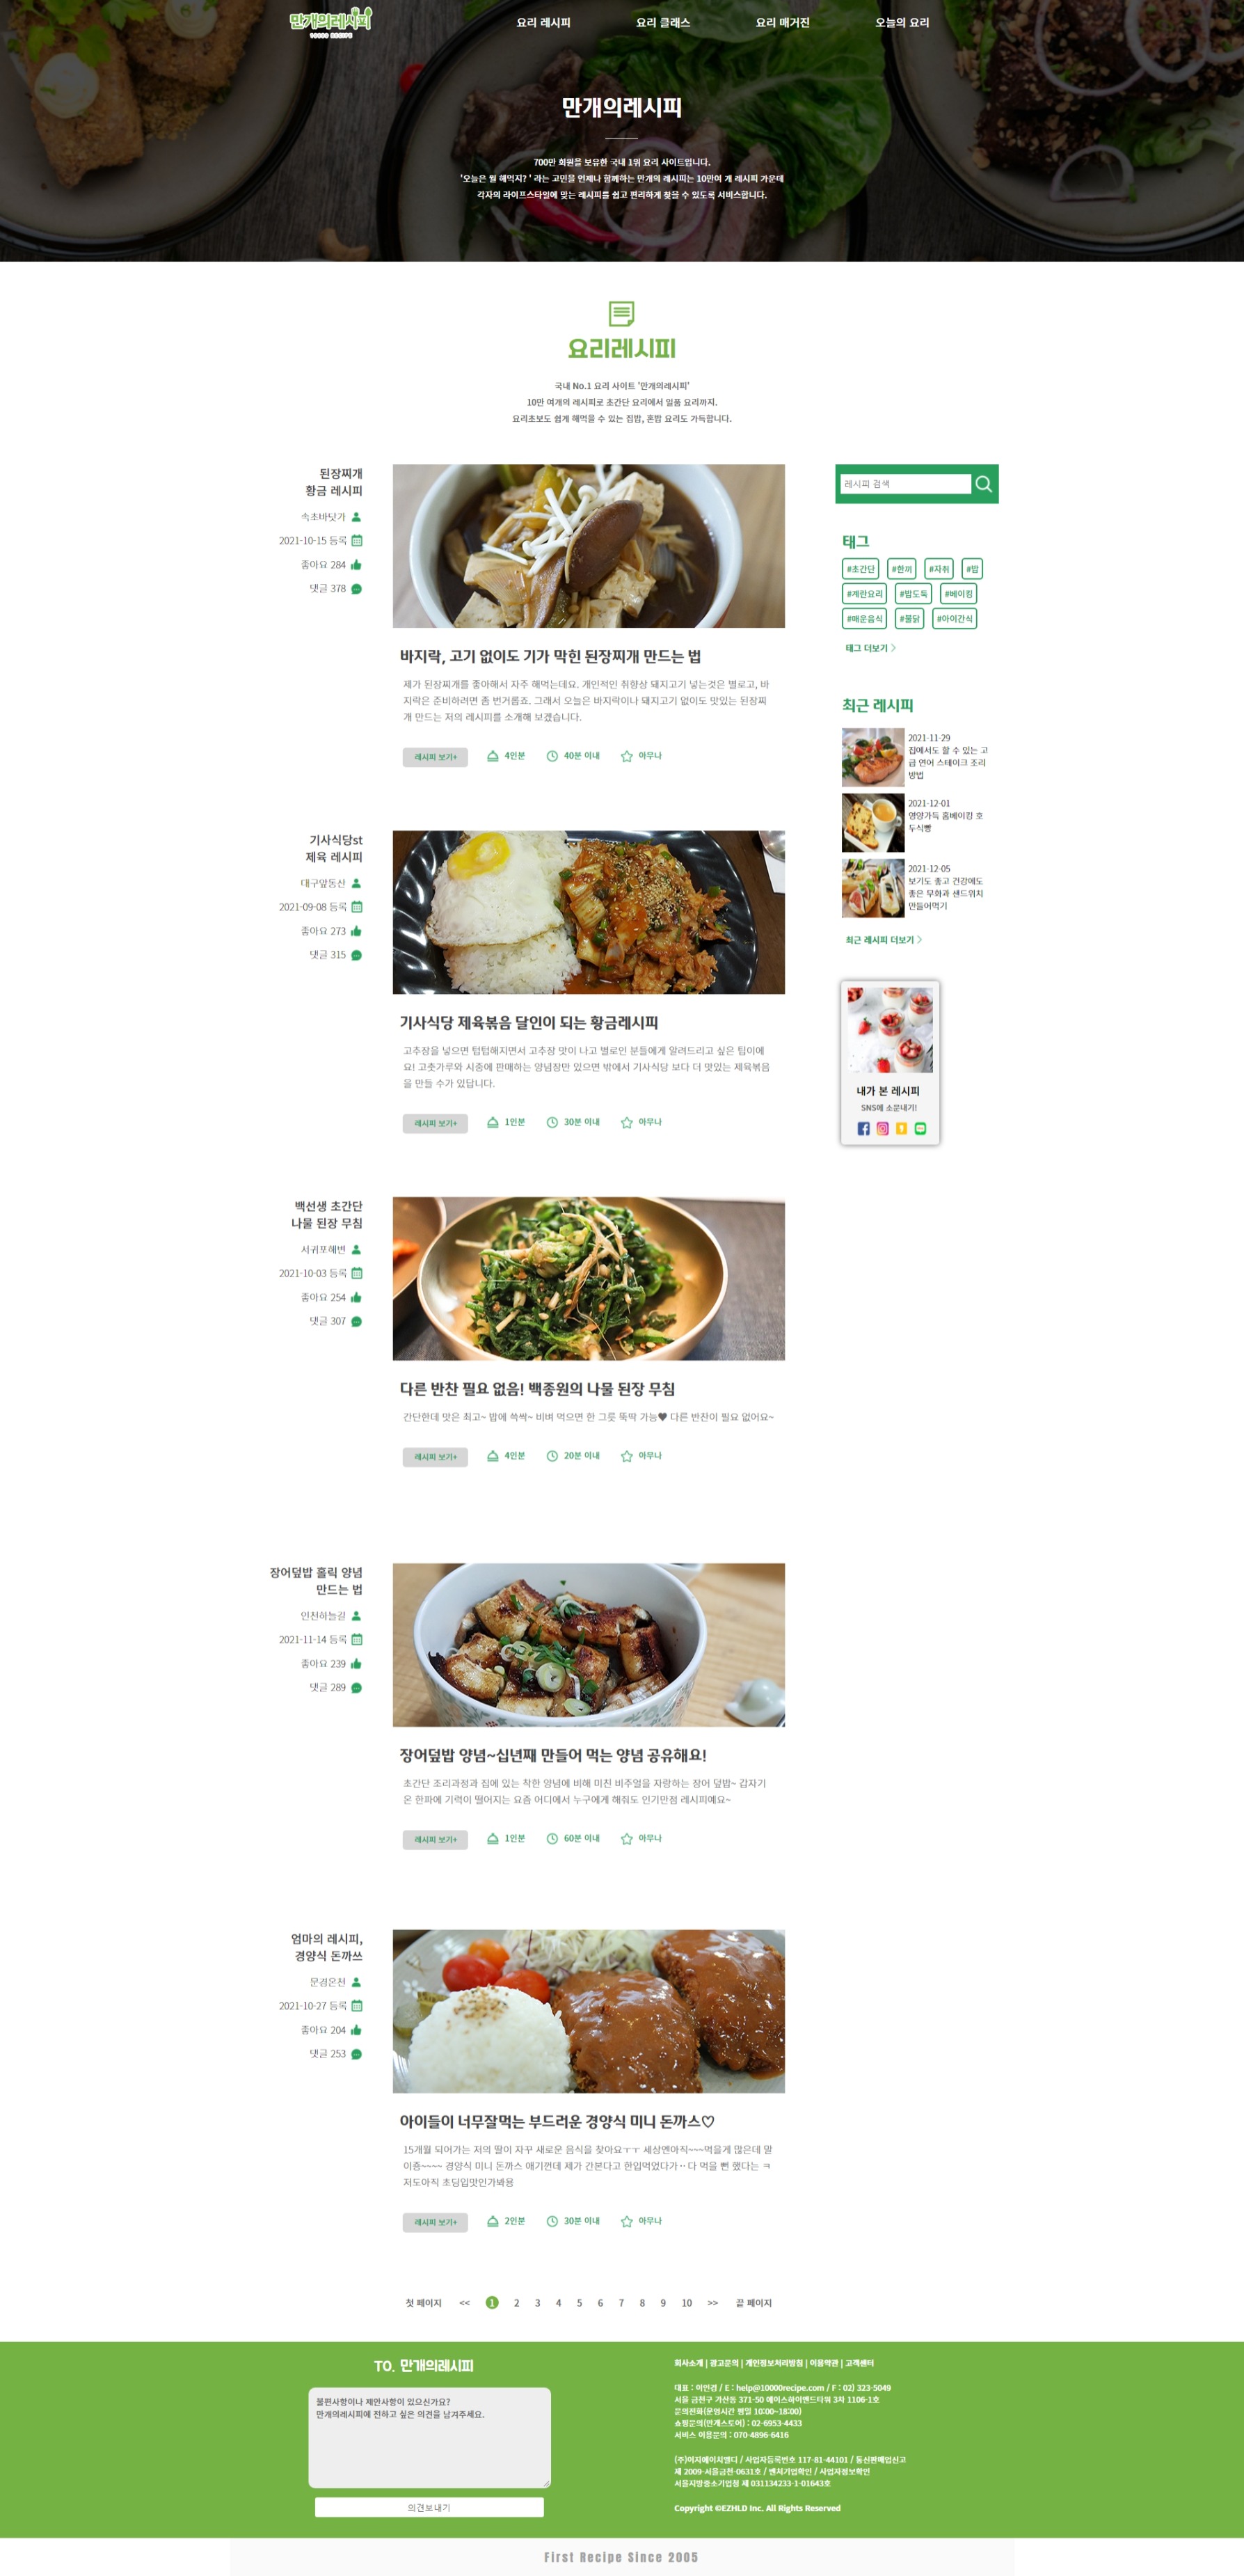 만개의레시피
10000 RECIPE
요리 레시피
요리 클래스
요리 매거진
오늘의 요리
만개의레시피
700만 회원을 보유한 국내 1위 요리 사이트입니다.
'오늘은 뭘 해먹지? ' 라는 고민을 언제나 함께하는 만개의 레시피는 10만여 개 레시피 가운데
각자의 라이프스타일에 맞는 레시피를 쉽고 편리하게 찾을 수 있도록 서비스합니다.
요리레시피
국내 No.1 요리 사이트 '만개의레시피'
10만 여개의 레시피로 초간단 요리에서 일품 요리까지.
요리초보도 쉽게 해먹을 수 있는 집밥, 혼밥 요리도 가득합니다.
된장찌개
황금 레시피
속초바닷가
2021-10-15 등록
좋아요 284
댓글 378
바지락, 고기 없이도 기가 막힌 된장찌개 만드는 법
제가 된장찌개를 좋아해서 자주 해먹는데요. 개인적인 취향상 돼지고기 넣는것은 별로고, 바
지락은 준비하려면 좀 번거롭죠. 그래서 오늘은 바지락이나 돼지고기 없이도 맛있는 된장찌
개 만드는 저의 레시피를 소개해 보겠습니다.
레시피 보기+
4인분
40분 이내
아무나
기사식당st
제육 레시피
대구앞동산
2021-09-08 등록
좋아요 273
댓글 315
기사식당 제육볶음 달인이 되는 황금레시피
고추장을 넣으면 텁텁해지면서 고추장 맛이 나고 별로인 분들에게 알려드리고 싶은 팁이에
요! 고춧가루와 시중에 판매하는 양념장만 있으면 밖에서 기사식당 보다 더 맛있는 제육볶음
을 만들 수가 있답니다.
레시피 보기+
1인분
30분 이내
아무나
백선생 초간단
나물 된장 무침
서귀포해변
2021-10-03 등록
좋아요 254
댓글 307
다른 반찬 필요 없음! 백종원의 나물 된장 무침
간단한데 맛은 최고~ 밥에 쓱싹~ 비벼 먹으면 한 그릇 뚝딱 가능♥ 다른 반찬이 필요 없어요~
레시피 보기+
4인분
20분 이내
아무나
장어덮밥 홀릭 양념
만드는 법
인천하늘길
2021-11-14 등록
좋아요 239
댓글 289
장어덮밥 양념~십년째 만들어 먹는 양념 공유해요!
초간단 조리과정과 집에 있는 착한 양념에 비해 미친 비주얼을 자랑하는 장어 덮밥~ 갑자기
온 한파에 기력이 떨어지는 요즘 어디에서 누구에게 해줘도 인기만점 레시피예요~
레시피 보기+
1인분
60분 이내
아무나
엄마의 레시피,
경양식 돈까쓰
문경온천
2021-10-27 등록
좋아요 204
댓글 253
아이들이 너무잘먹는 부드러운 경양식 미니 돈까스♡
15개월 되어가는 저의 딸이 자꾸 새로운 음식을 찾아요ㅜㅜ 세상엔아직~~~먹을게 많은데 말
이죵~~~~ 경양식 미니 돈까스 애기껀데 제가 간본다고 한입먹었다가ㆍㆍ다 먹을 뻔 했다는 ㅋ
저도아직 초딩입맛인가봐용
레시피 보기+
2인분
30분 이내
아무나
레시피 검색
태그
#초간단 #한끼 #자취 #밥
#계란요리 #밥도둑 #베이킹
#매운음식 #불닭 #아이간식
태그 더보기 >
최근 레시피
2021-11-29
집에서도 할 수 있는 고
급 연어 스테이크 조리
방법
2021-12-01
영양가득 홈베이킹 호
두식빵
2021-12-05
보기도 좋고 건강에도
좋은 무화과 샌드위치
만들어먹기
최근 레시피 더보기 >
내가 본 레시피
SNS에 소문내기!
첫 페이지 << 1 2 3 4 5 6 7 8 9 10 >> 끝 페이지
TO. 만개의레시피
불편사항이나 제안사항이 있으신가요?
만개의레시피에 전하고 싶은 의견을 남겨주세요.
의견보내기
회사소개 | 광고문의 | 개인정보처리방침 | 이용약관 | 고객센터
대표 : 이인경 / E : help@10000recipe.com / F : 02) 323-5049
서울 금천구 가산동 371-50 에이스하이엔드타워 3차 1106-1호
문의전화(운영시간 평일 10:00~18:00)
쇼핑문의(만개스토어) : 02-6953-4433
서비스 이용문의 : 070-4896-6416
(주)이지에이치엘디 / 사업자등록번호 117-81-44101 / 통신판매업신고
제 2009-서울금천-0631호 / 벤처기업확인 / 사업자정보확인
서울지방중소기업청 제 031134233-1-01643호
Copyright ©EZHLD Inc. All Rights Reserved
First Recipe Since 2005